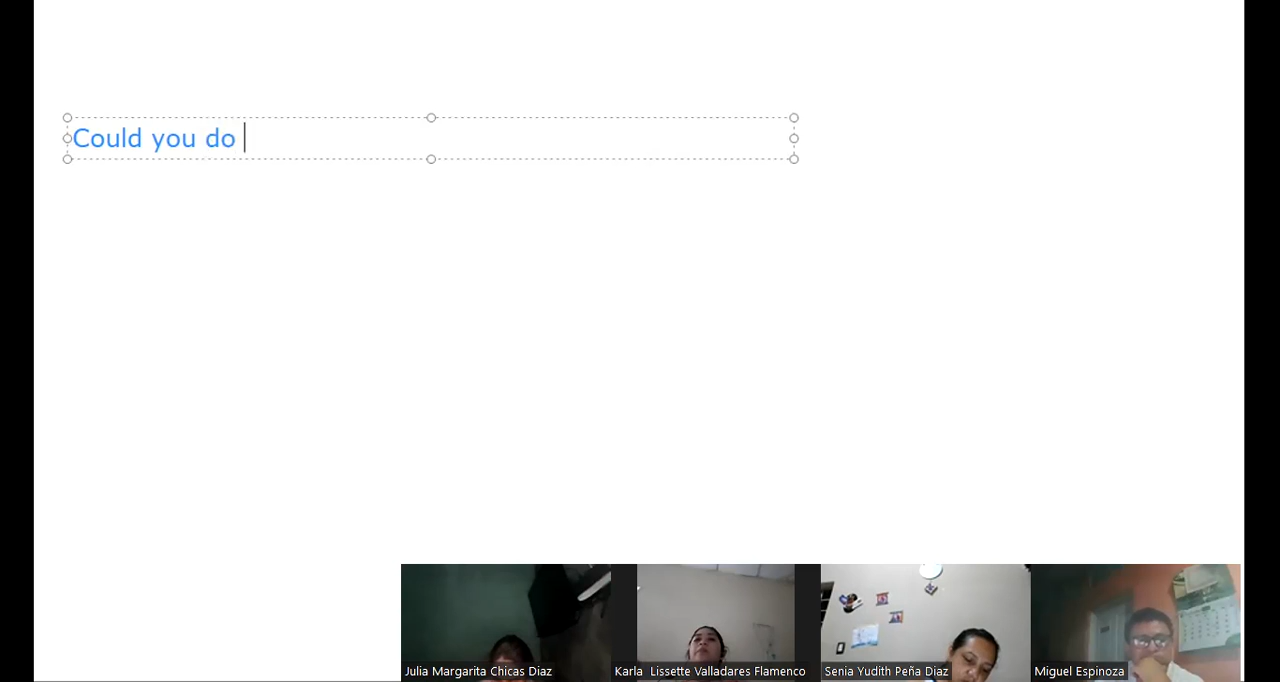 Could you do
Julia Margarita Chicas Diaz
Karla Lissette Valladares Flamenco
Senia Yudith Peña Diaz
Miguel Espinoza